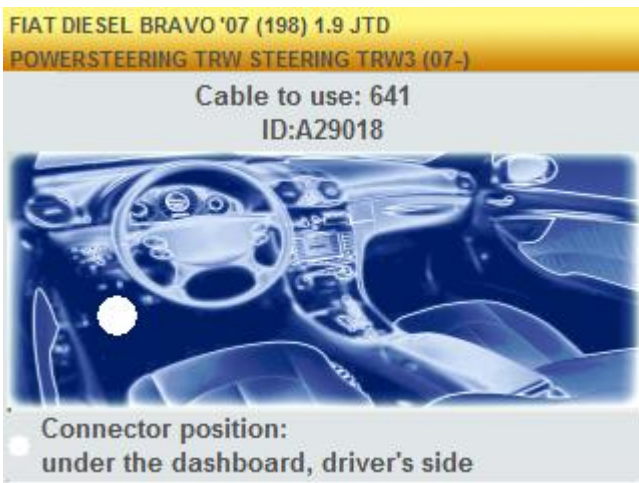 FIAT DIESEL BRAVO '07 (198) 1.9 JTD
POWERSTEERING TRW STEERING TRW3 (07-)
Cable to use: 641
ID:A29018
Connector position:
under the dashboard, driver's side